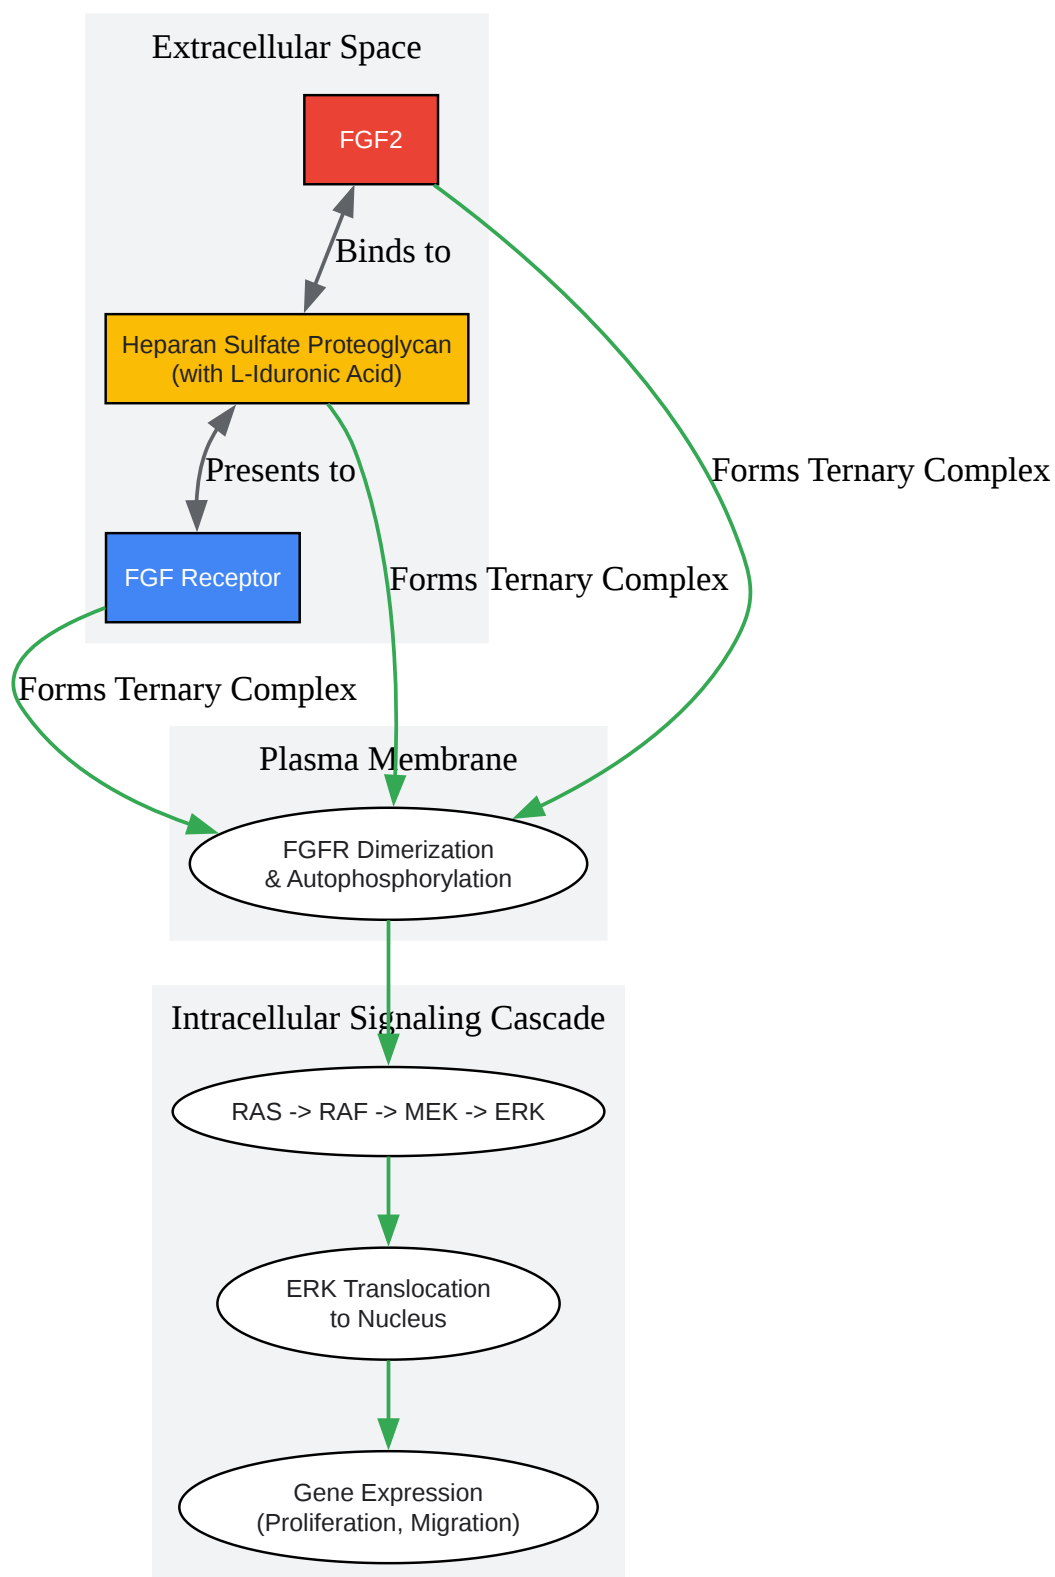 Extracellular Space
FGF2
Binds to
Heparan Sulfate Proteoglycan
(with L-Iduronic Acid)
Presents to
Forms Ternary Complex
FGF Receptor
Forms Ternary Complex
Forms Ternary Complex
Plasma Membrane
FGFR Dimerization
& Autophosphorylation
Intracellular Signaling Cascade
RAS -> RAF -> MEK -> ERK
ERK Translocation
to Nucleus
Gene Expression
(Proliferation, Migration)